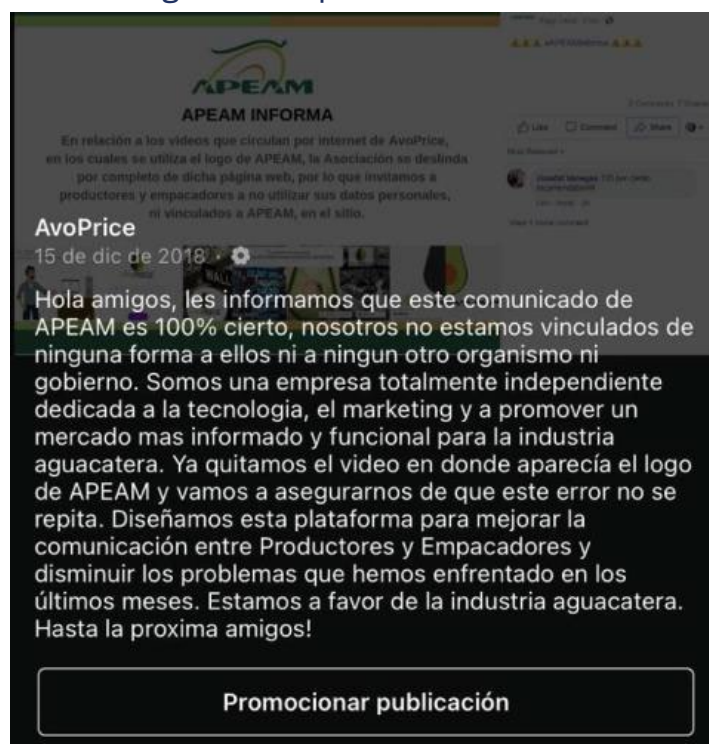 APEAM
APEAM INFORMA
En relación a los videos que circulan por internet de AvoPrice,
en los cuales se utiliza el logo de APEAM, la Asociación se deslinda
por completo de dicha página web, por lo que invitamos a
productores y empacadores a no utilizar sus datos personales,
ni vinculados a APEAM, en el sitio.
Like Comment Share
AvoPrice
15 de dic de 2018 ·
Hola amigos, les informamos que este comunicado de
APEAM es 100% cierto, nosotros no estamos vinculados de
ninguna forma a ellos ni a ningun otro organismo ni
gobierno. Somos una empresa totalmente independiente
dedicada a la tecnologia, el marketing y a promover un
mercado mas informado y funcional para la industria
aguacatera. Ya quitamos el video en donde aparecía el logo
de APEAM y vamos a asegurarnos de que este error no se
repita. Diseñamos esta plataforma para mejorar la
comunicación entre Productores y Empacadores y
disminuir los problemas que hemos enfrentado en los
últimos meses. Estamos a favor de la industria aguacatera.
Hasta la proxima amigos!
Promocionar publicación